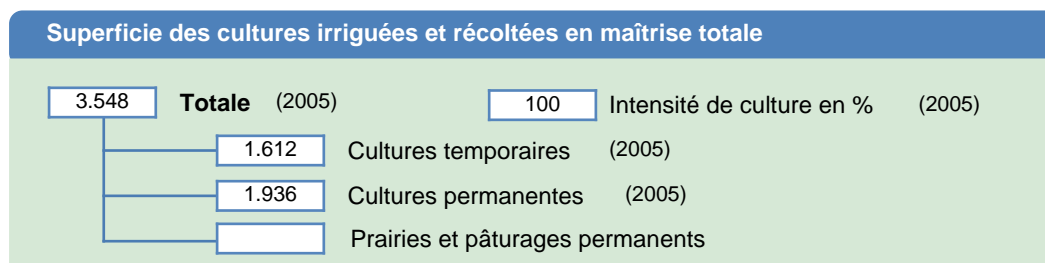 Superficie des cultures irriguées et récoltées en maîtrise totale
3.548 Totale (2005) 100 Intensité de culture en % (2005)
1.612 Cultures temporaires (2005)
1.936 Cultures permanentes (2005)
Prairies et pâturages permanents